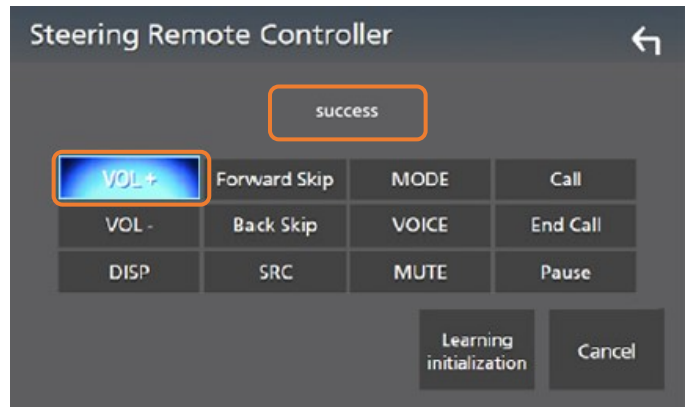 Steering Remote Controller
success
VOL + Forward Skip MODE Call
VOL - Back Skip VOICE End Call
DISP SRC MUTE Pause
Learning
initialization
Cancel